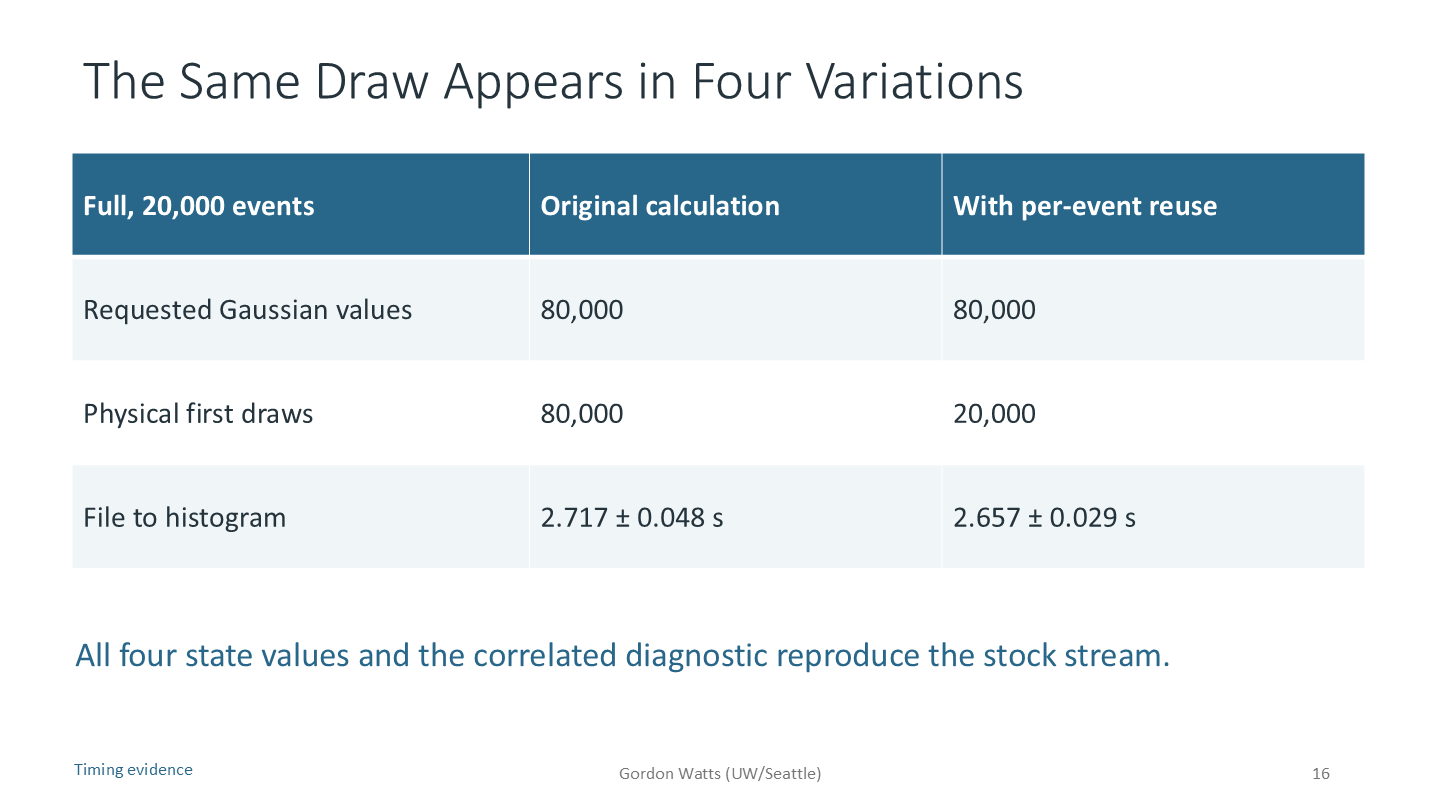 The Same Draw Appears in Four Variations
Full, 20,000 events Original calculation With per-event reuse
Requested Gaussian values 80,000 80,000
Physical first draws 80,000 20,000
File to histogram 2.717 ± 0.048 s 2.657 ± 0.029 s
All four state values and the correlated diagnostic reproduce the stock stream.
Timing evidence Gordon Watts (UW/Seattle) 16